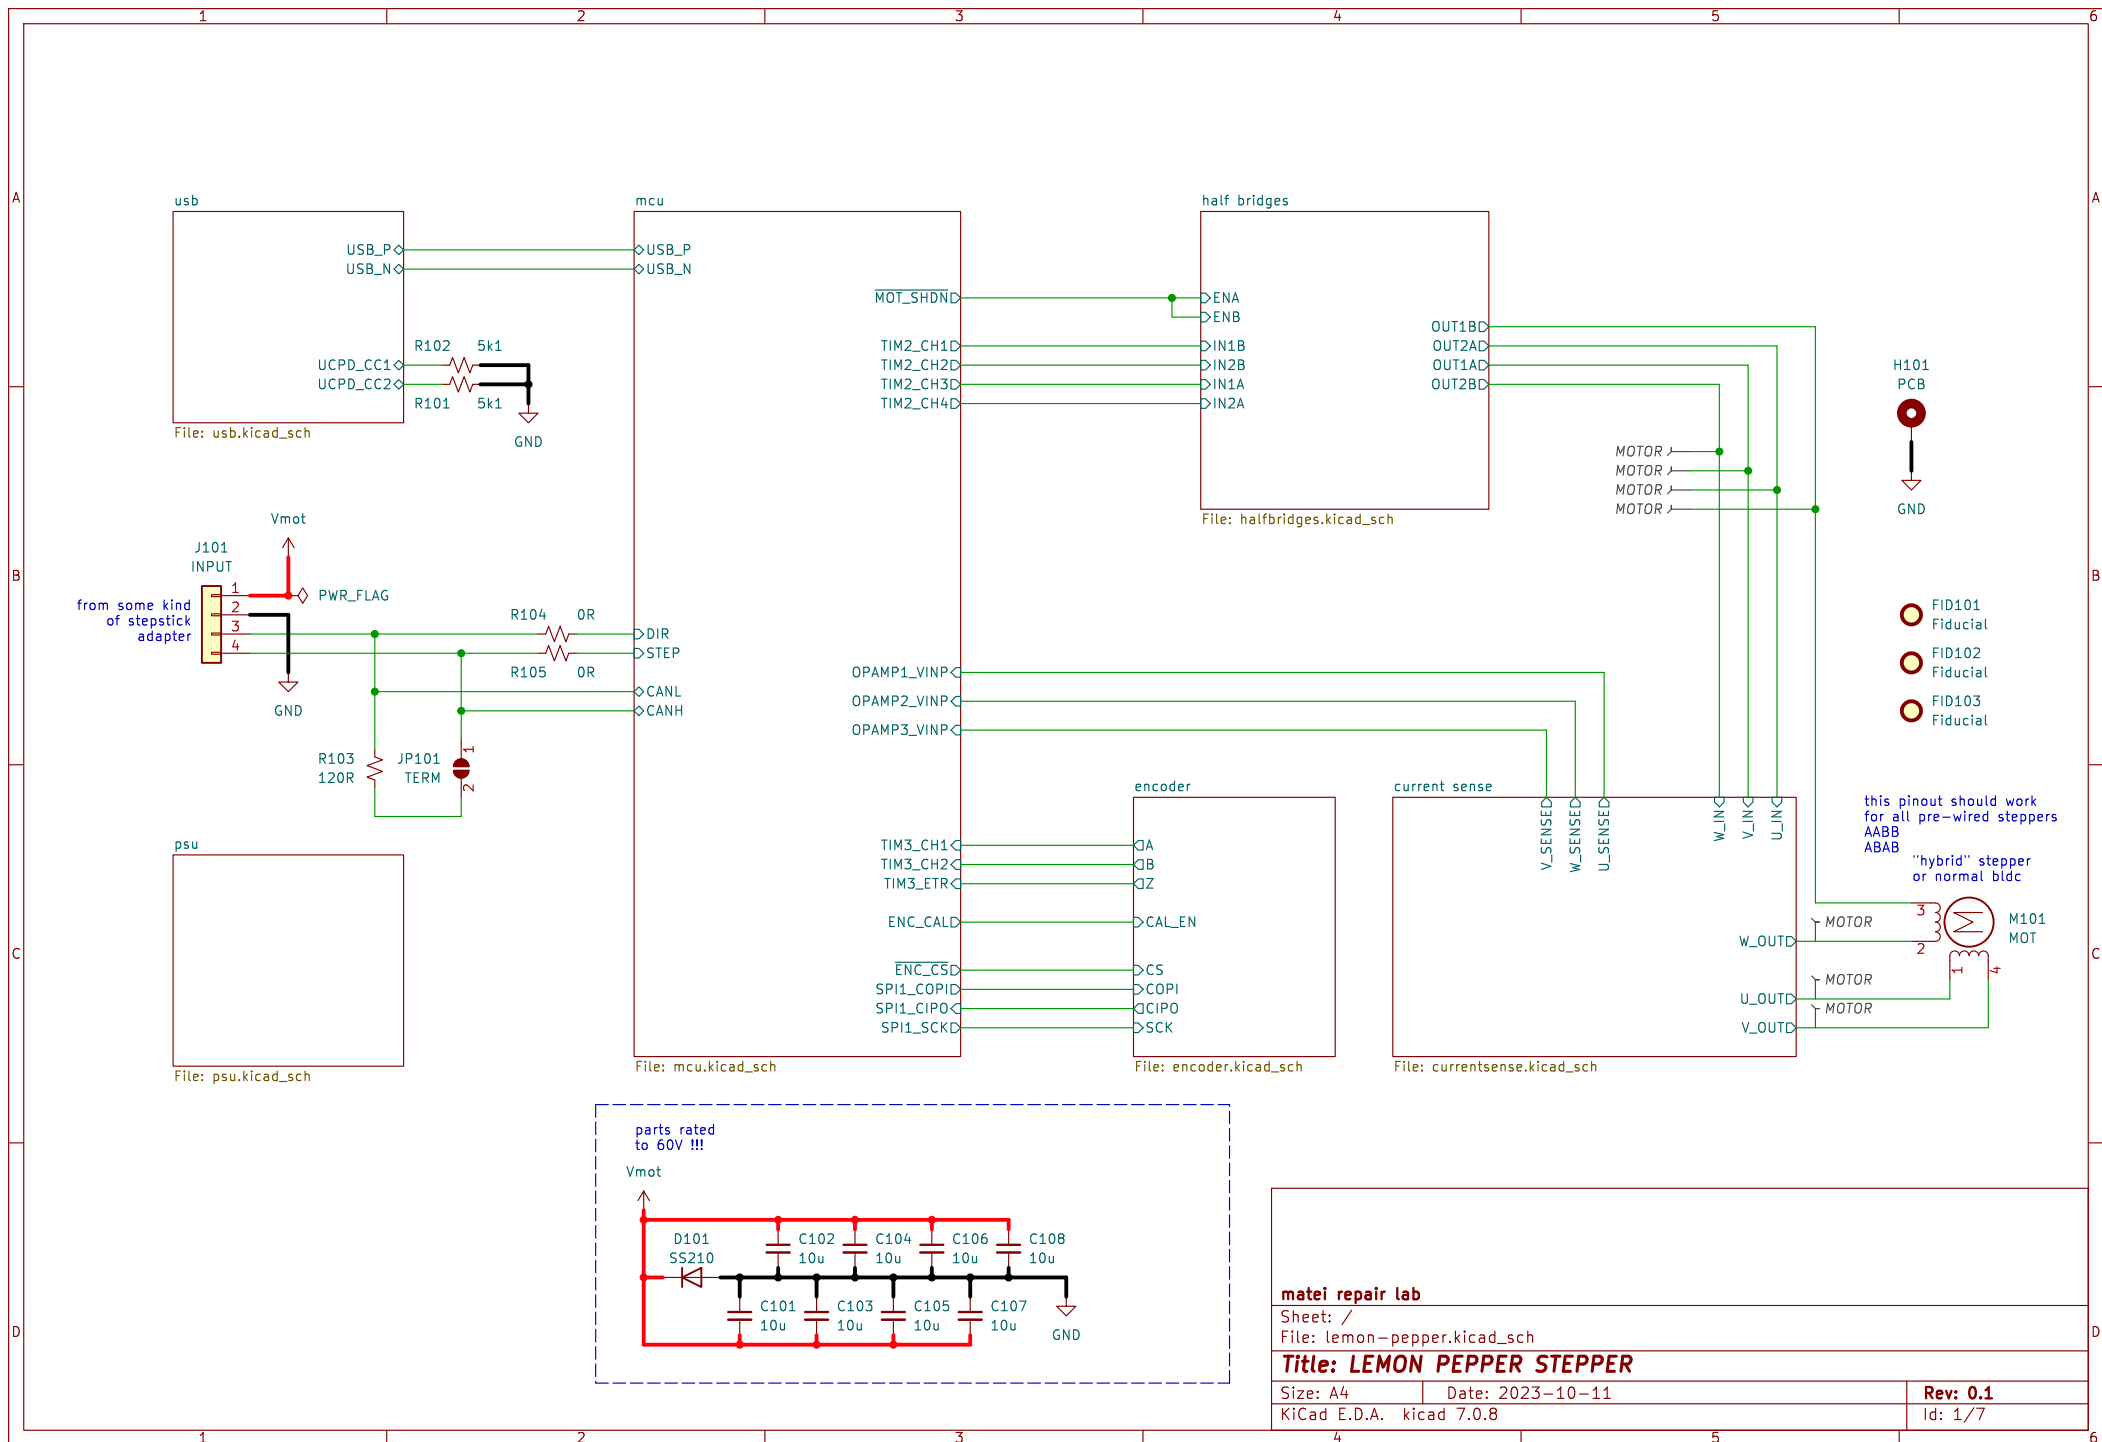 1 2 3 4 5 6
A A
usb mcu half bridges
USB_P USB_P
USB_N USB_N
MOT_SHDN ENA
ENB
OUT1B
R102 5k1 TIM2_CH1 IN1B OUT2A
UCPD_CC1 TIM2_CH2 IN2B OUT1A H101
UCPD_CC2 TIM2_CH3 IN1A OUT2B PCB
R101 5k1 TIM2_CH4 IN2A
File: usb.kicad_sch
GND
MOTOR
MOTOR
MOTOR
MOTOR GND
Vmot File: halfbridges.kicad_sch
J101
INPUT
B B
1 PWR_FLAG
from some kind
of stepstick
adapter
2
3
4
FID101
Fiducial
R104 0R
DIR
STEP
R105 0R
FID102
Fiducial
OPAMP1_VINP
CANL
OPAMP2_VINP
FID103
Fiducial
GND CANH
OPAMP3_VINP
R103
120R
JP101
TERM
1
2
encoder current sense
V_SENSE
W_SENSE
U_SENSE
W_IN
V_IN
U_IN
this pinout should work
for all pre-wired steppers
AABB
ABAB
"hybrid" stepper
or normal bldc
psu
TIM3_CH1 A
TIM3_CH2 B
TIM3_ETR Z
ENC_CAL CAL_EN
3 M101
MOTOR
MOT
W_OUT 2
C C
1 4
ENC_CS CS
MOTOR
SPI1_COPI COPI
U_OUT
SPI1_CIPO CIPO
MOTOR
SPI1_SCK SCK
V_OUT
File: psu.kicad_sch File: mcu.kicad_sch File: encoder.kicad_sch File: currentsense.kicad_sch
parts rated
to 60V !!!
Vmot
D101
SS210
C102
10u
C104
10u
C106
10u
C108
10u
C101
10u
C103
10u
C105
10u
C107
10u
GND
D D
matei repair lab
Sheet: /
File: lemon-pepper.kicad_sch
Title: LEMON PEPPER STEPPER
Size: A4 Date: 2023-10-11 Rev: 0.1
KiCad E.D.A. kicad 7.0.8 Id: 1/7
1 2 3 4 5 6